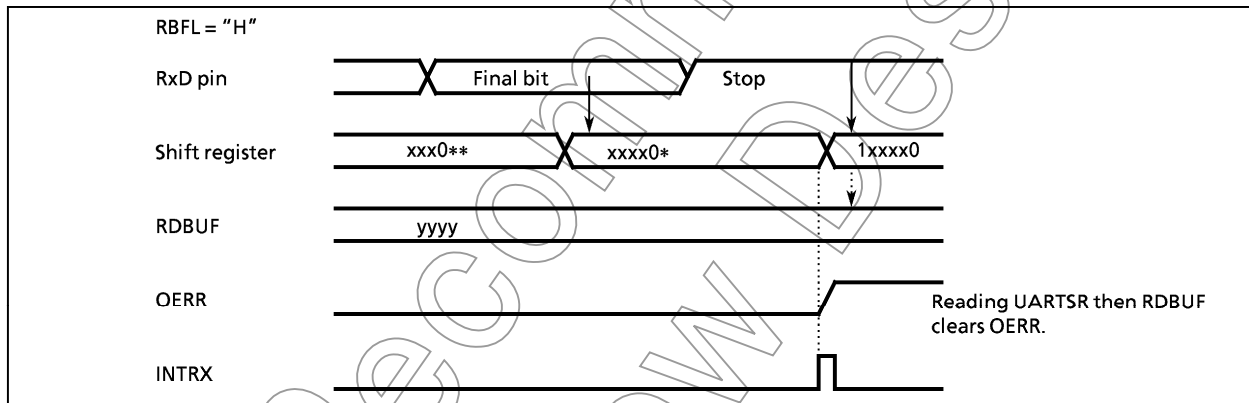 RBFL = "H"
RxD pin Final bit Stop
Shift register xxx0** xxxx0* 1xxxx0
RDBUF yyyy
OERR
Reading UARTSR then RDBUF
clears OERR.
INTRX